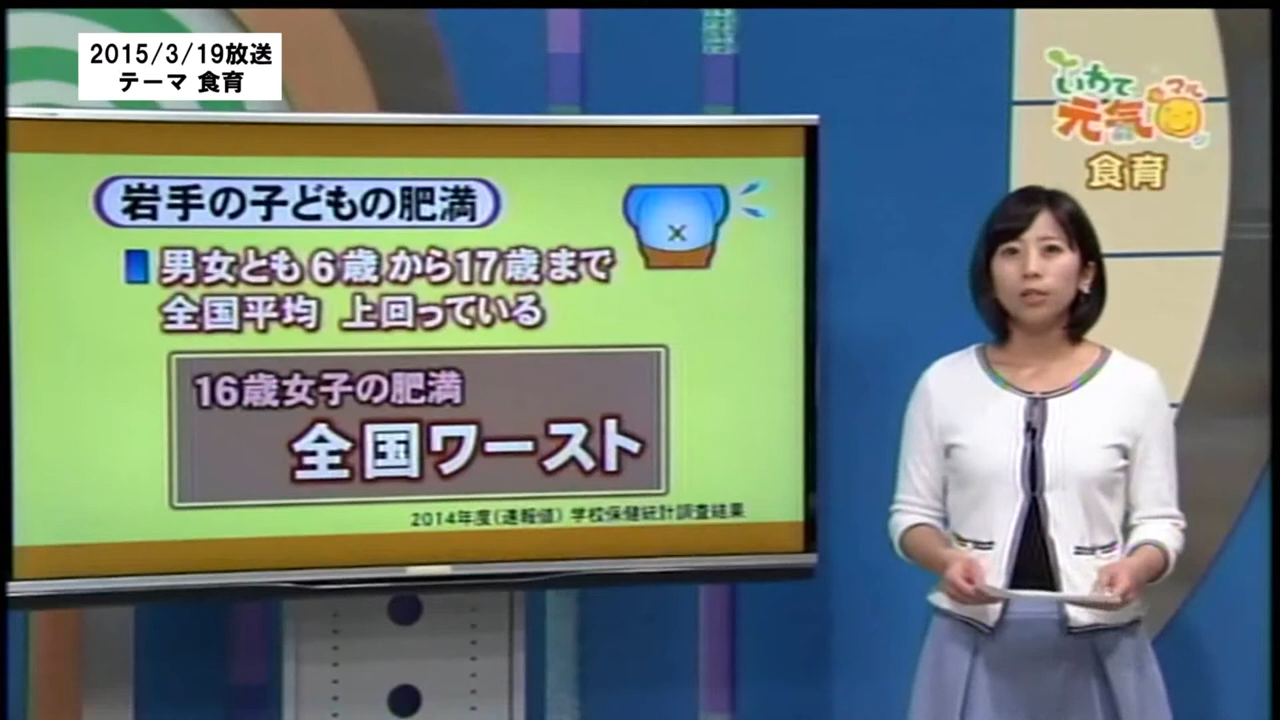 2015/3/19放送
テーマ 食育
いわて
元気
マル
食育
岩手の子どもの肥満
男女とも6歳から17歳まで
全国平均 上回っている
16歳女子の肥満
全国ワースト
2014年度(速報値) 学校保健統計調査結果